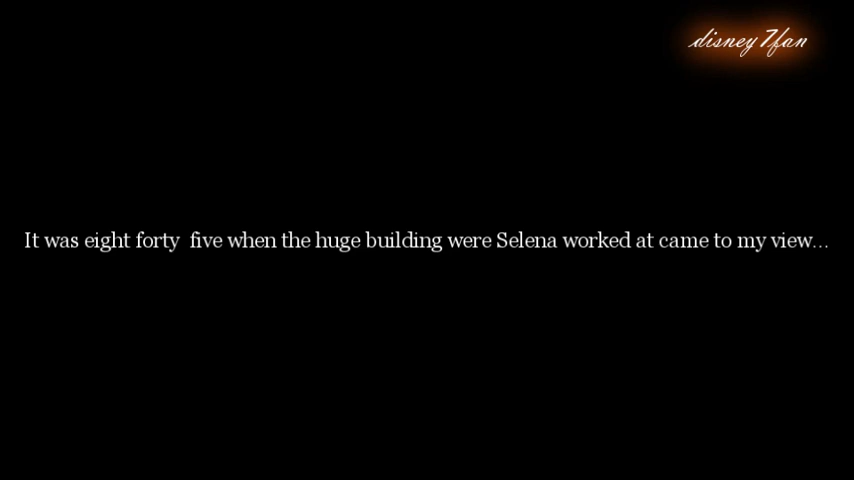 disney7fan
It was eight forty  five when the huge building were Selena worked at came to my view...